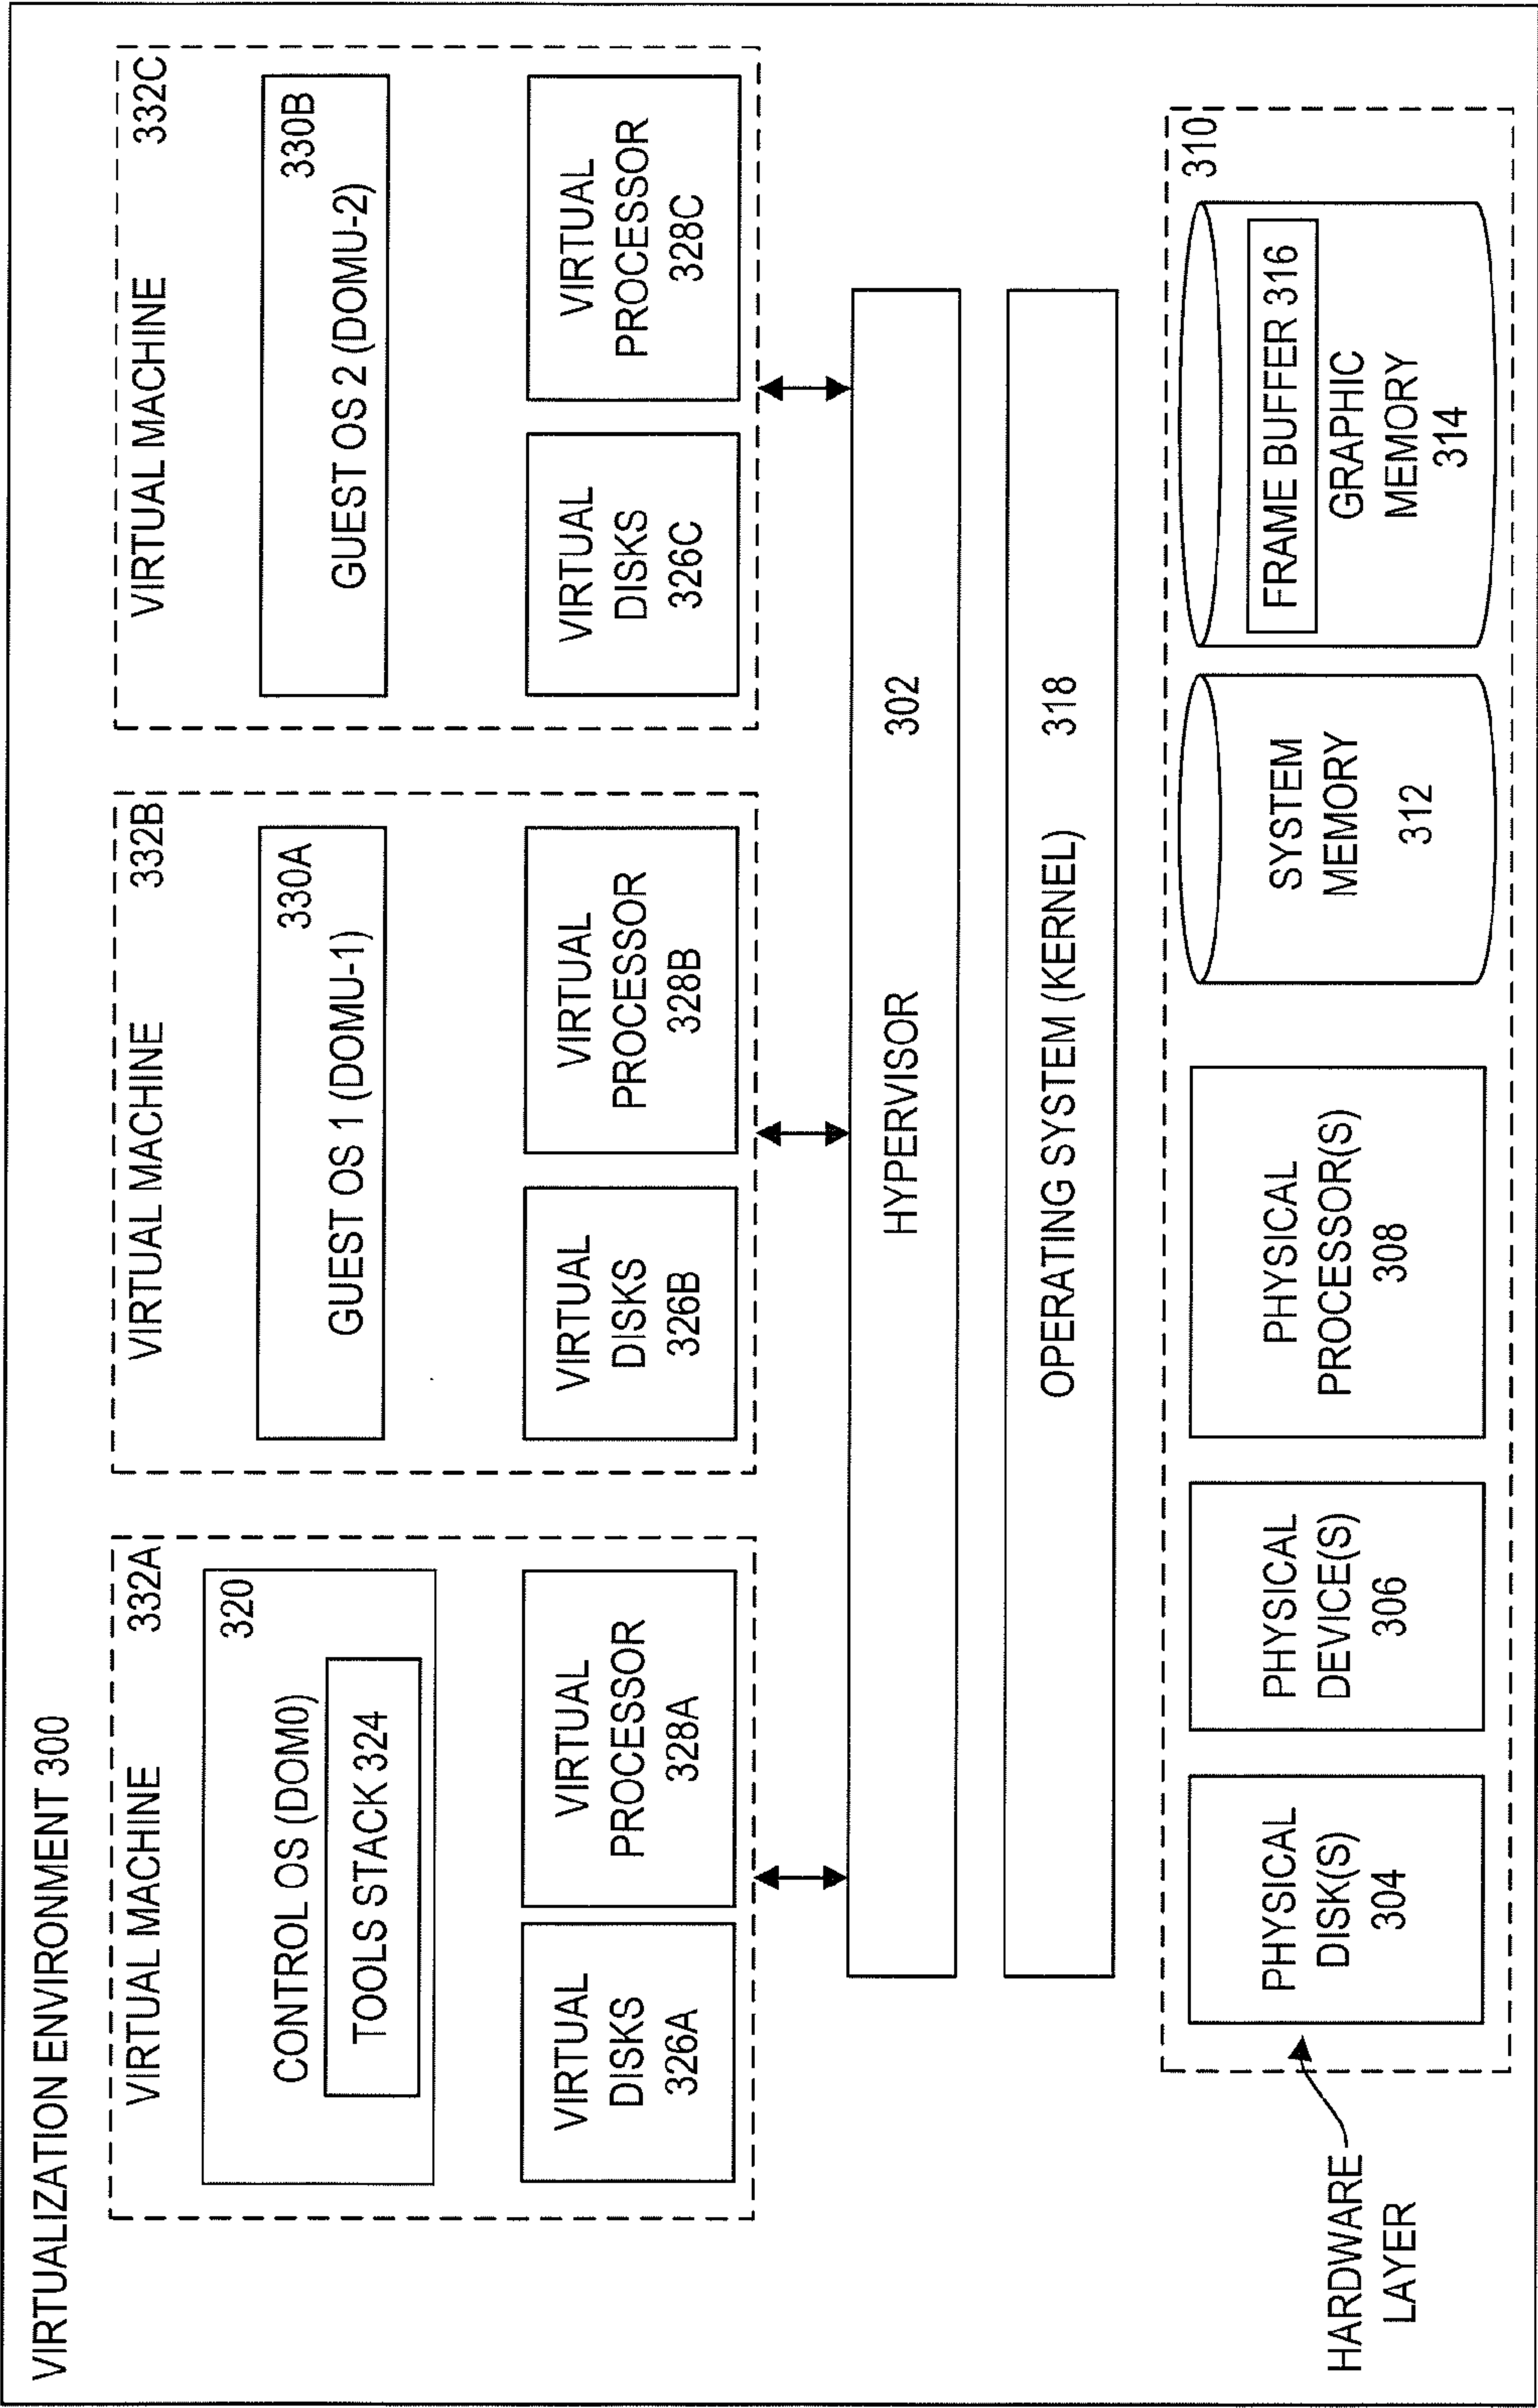 VIRTUALIZATION ENVIRONMENT 300
VIRTUAL MACHINE 332A
320
CONTROL OS (DOM0)
TOOLS STACK 324
VIRTUAL
DISKS
326A
VIRTUAL
PROCESSOR
328A
VIRTUAL MACHINE 332B
330A
GUEST OS 1 (DOMU-1)
VIRTUAL
DISKS
326B
VIRTUAL
PROCESSOR
328B
VIRTUAL MACHINE 332C
330B
GUEST OS 2 (DOMU-2)
VIRTUAL
DISKS
326C
VIRTUAL
PROCESSOR
328C
HYPERVISOR 302
OPERATING SYSTEM (KERNEL) 318
HARDWARE
LAYER
310
PHYSICAL
DISK(S)
304
PHYSICAL
DEVICE(S)
306
PHYSICAL
PROCESSOR(S)
308
SYSTEM
MEMORY
312
FRAME BUFFER 316
GRAPHIC
MEMORY
314